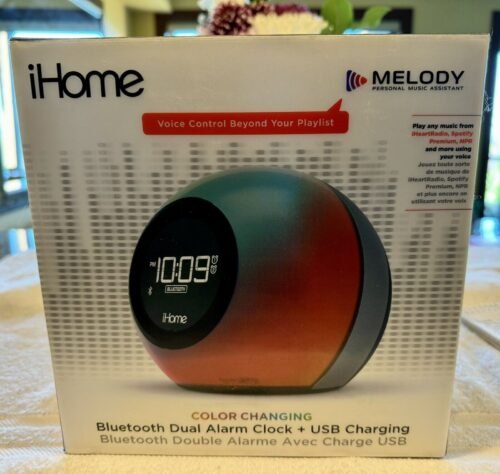 iHome
MELODY
PERSONAL MUSIC ASSISTANT
Voice Control Beyond Your Playlist
Play any music from
iHeartRadio, Spotify
Premium, NPR
and more using
your voice
Jouez toute sorte
de musique de
iHeartRadio, Spotify
Premium, NPR
et plus encore en
utilisant votre voix
PM 10:09
BLUETOOTH
iHome
COLOR CHANGING
Bluetooth Dual Alarm Clock + USB Charging
Bluetooth Double Alarme Avec Charge USB